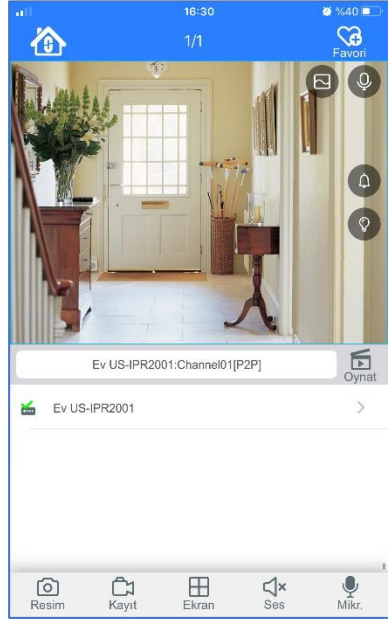 16:30
%40
1/1
Favori
Ev US-IPR2001:Channel01[P2P]
Oynat
Ev US-IPR2001
Resim
Kayıt
Ekran
Ses
Mikr.